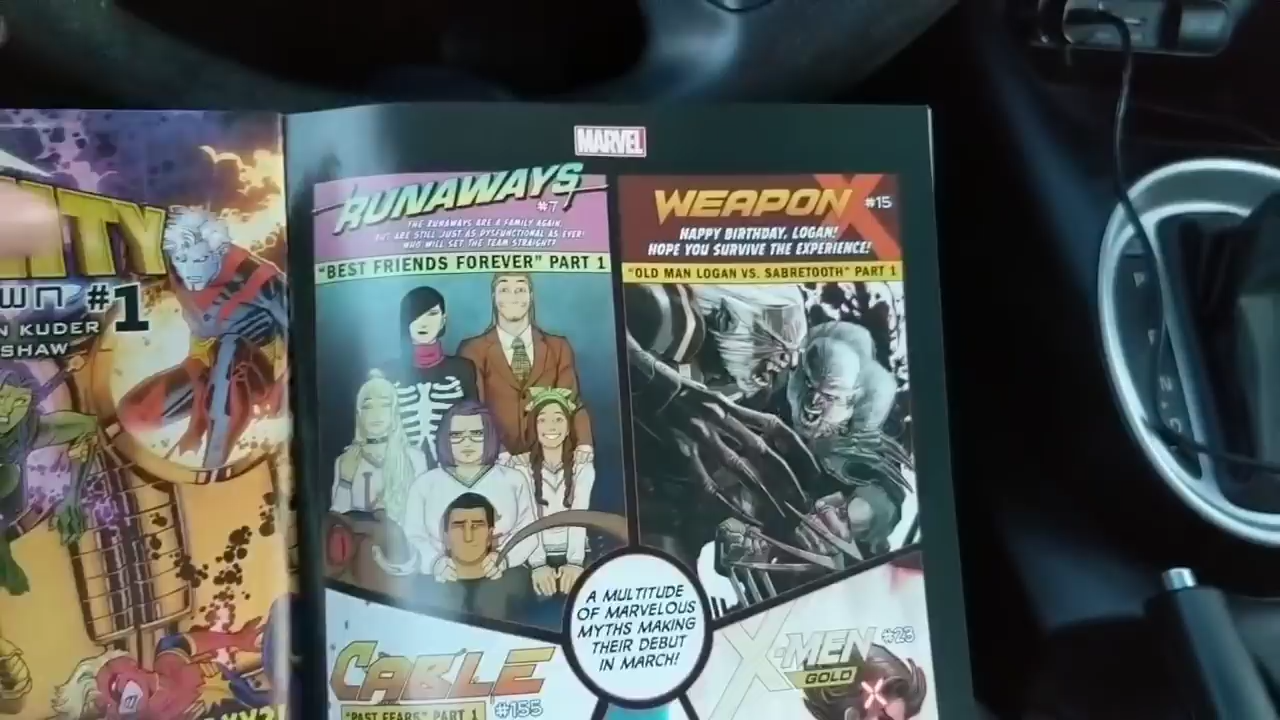 NITY
WN #1
N KUDER
SHAW
MARVEL
RUNAWAYS
#7
THE RUNAWAYS ARE A FAMILY AGAIN,
BUT ARE STILL JUST AS DYSFUNCTIONAL AS EVER!
WHO WILL SET THE TEAM STRAIGHT?
"BEST FRIENDS FOREVER" PART 1
WEAPON X #15
HAPPY BIRTHDAY, LOGAN!
HOPE YOU SURVIVE THE EXPERIENCE!
"OLD MAN LOGAN VS. SABRETOOTH" PART 1
A MULTITUDE
OF MARVELOUS
MYTHS MAKING
THEIR DEBUT
IN MARCH!
CABLE
"PAST FEARS" PART 1 #155
X-MEN #23
GOLD
2